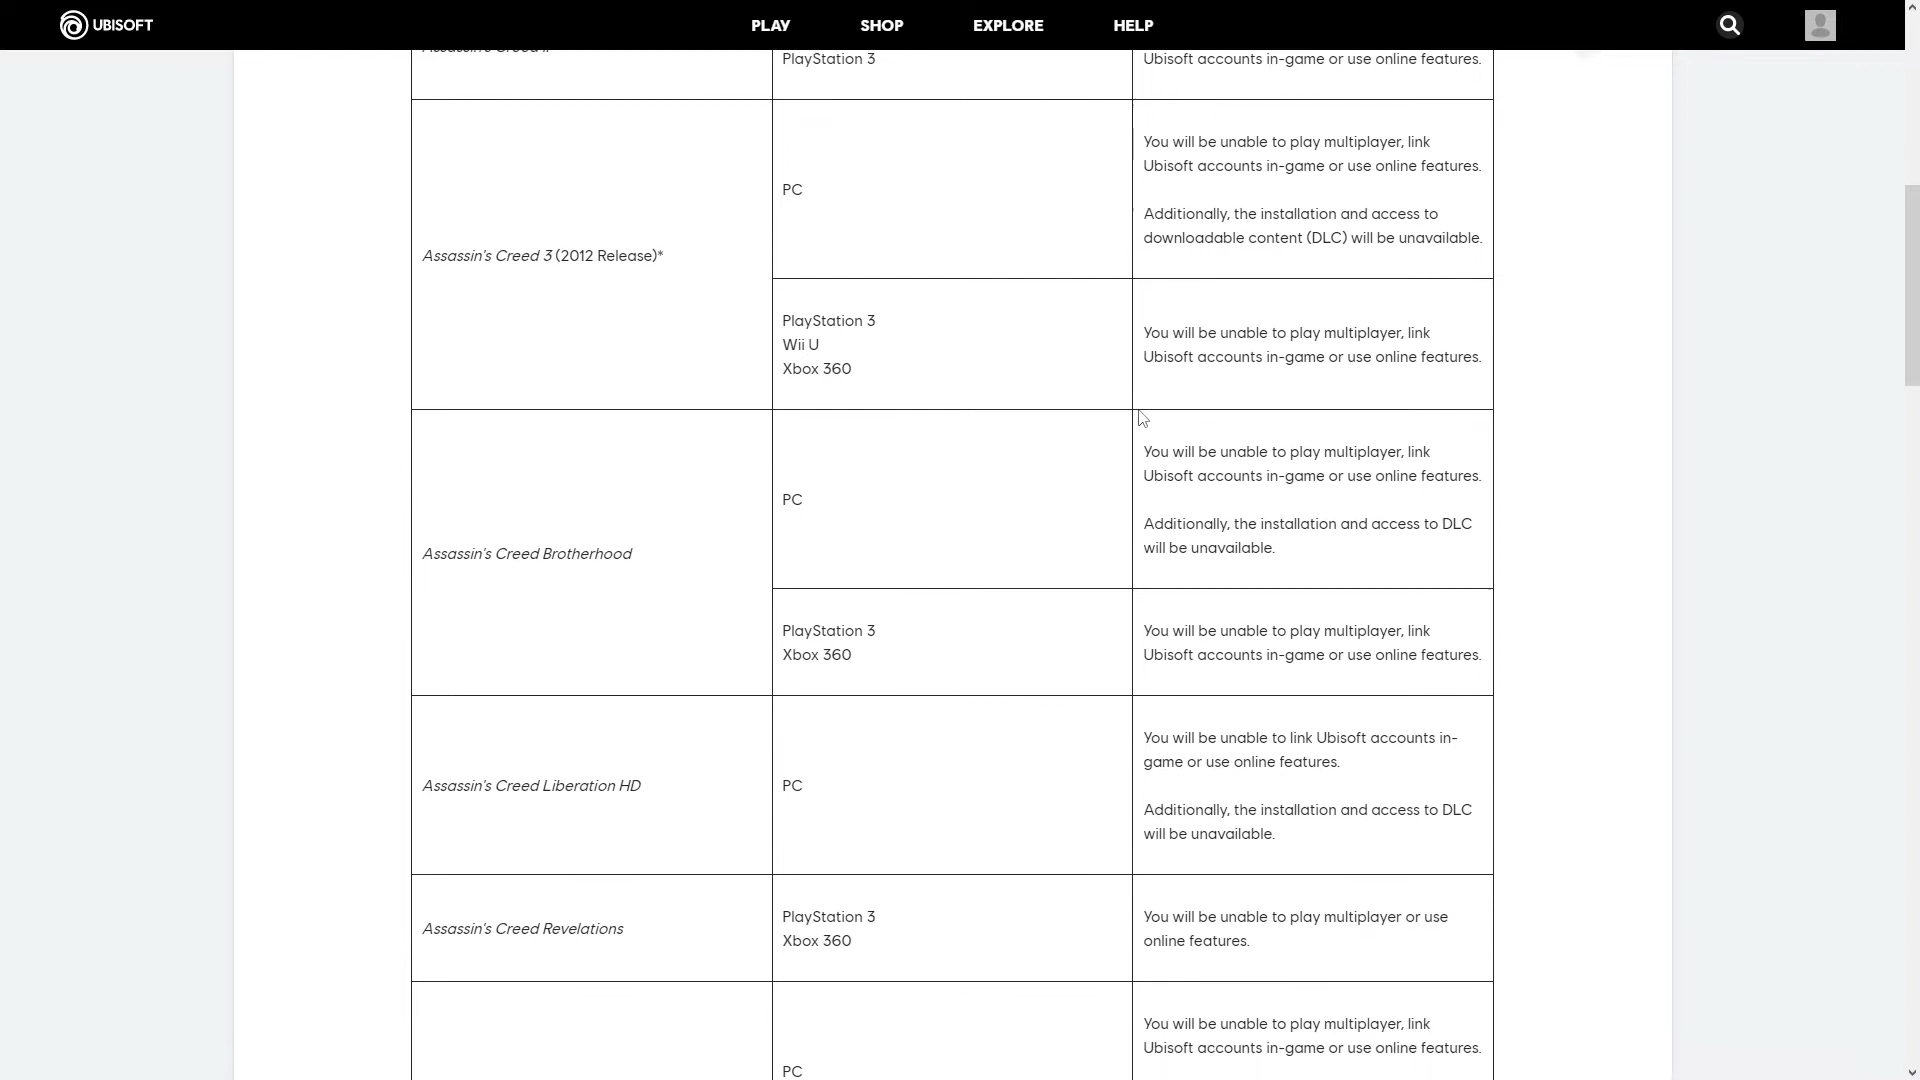 UBISOFT
PLAY
SHOP
EXPLORE
HELP
PlayStation 3
Ubisoft accounts in-game or use online features.
Assassin's Creed 3 (2012 Release)*
PC
You will be unable to play multiplayer, link
Ubisoft accounts in-game or use online features.
Additionally, the installation and access to
downloadable content (DLC) will be unavailable.
PlayStation 3
Wii U
Xbox 360
You will be unable to play multiplayer, link
Ubisoft accounts in-game or use online features.
Assassin's Creed Brotherhood
PC
You will be unable to play multiplayer, link
Ubisoft accounts in-game or use online features.
Additionally, the installation and access to DLC
will be unavailable.
PlayStation 3
Xbox 360
You will be unable to play multiplayer, link
Ubisoft accounts in-game or use online features.
Assassin's Creed Liberation HD
PC
You will be unable to link Ubisoft accounts in-
game or use online features.
Additionally, the installation and access to DLC
will be unavailable.
Assassin's Creed Revelations
PlayStation 3
Xbox 360
You will be unable to play multiplayer or use
online features.
PC
You will be unable to play multiplayer, link
Ubisoft accounts in-game or use online features.